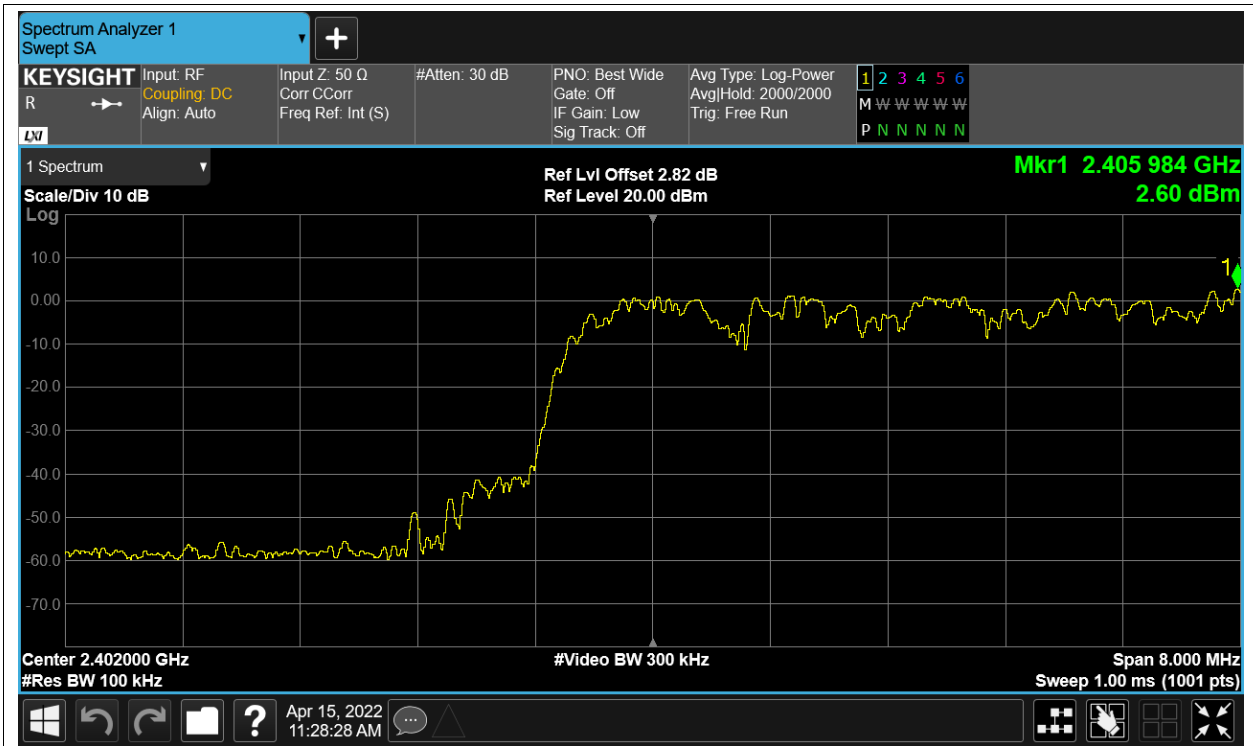 Spectrum Analyzer 1
Swept SA
KEYSIGHT
R
LXI
Input: RF
Coupling: DC
Align: Auto
Input Z: 50 Ω
Corr CCorr
Freq Ref: Int (S)
#Atten: 30 dB
PNO: Best Wide
Gate: Off
IF Gain: Low
Sig Track: Off
Avg Type: Log-Power
Avg|Hold: 2000/2000
Trig: Free Run
1 2 3 4 5 6
M W W W W W
P N N N N N
1 Spectrum
Scale/Div 10 dB
Ref Lvl Offset 2.82 dB
Ref Level 20.00 dBm
Mkr1 2.405 984 GHz
2.60 dBm
Log
10.0
0.00
-10.0
-20.0
-30.0
-40.0
-50.0
-60.0
-70.0
1
Center 2.402000 GHz
#Video BW 300 kHz
Span 8.000 MHz
#Res BW 100 kHz
Sweep 1.00 ms (1001 pts)
?
Apr 15, 2022
11:28:28 AM